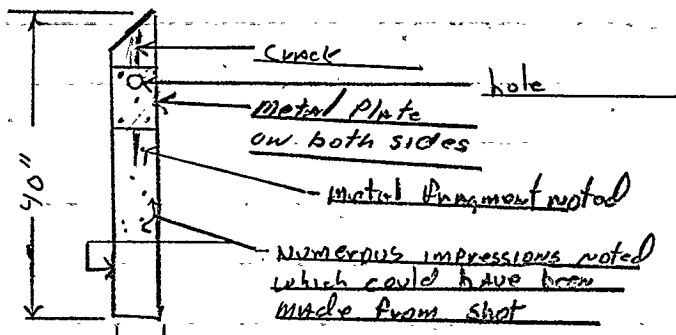 crack
hole
Metal Plate
on both sides
40"
metal fragment noted
Numerous impressions noted
which could have been
made from shot